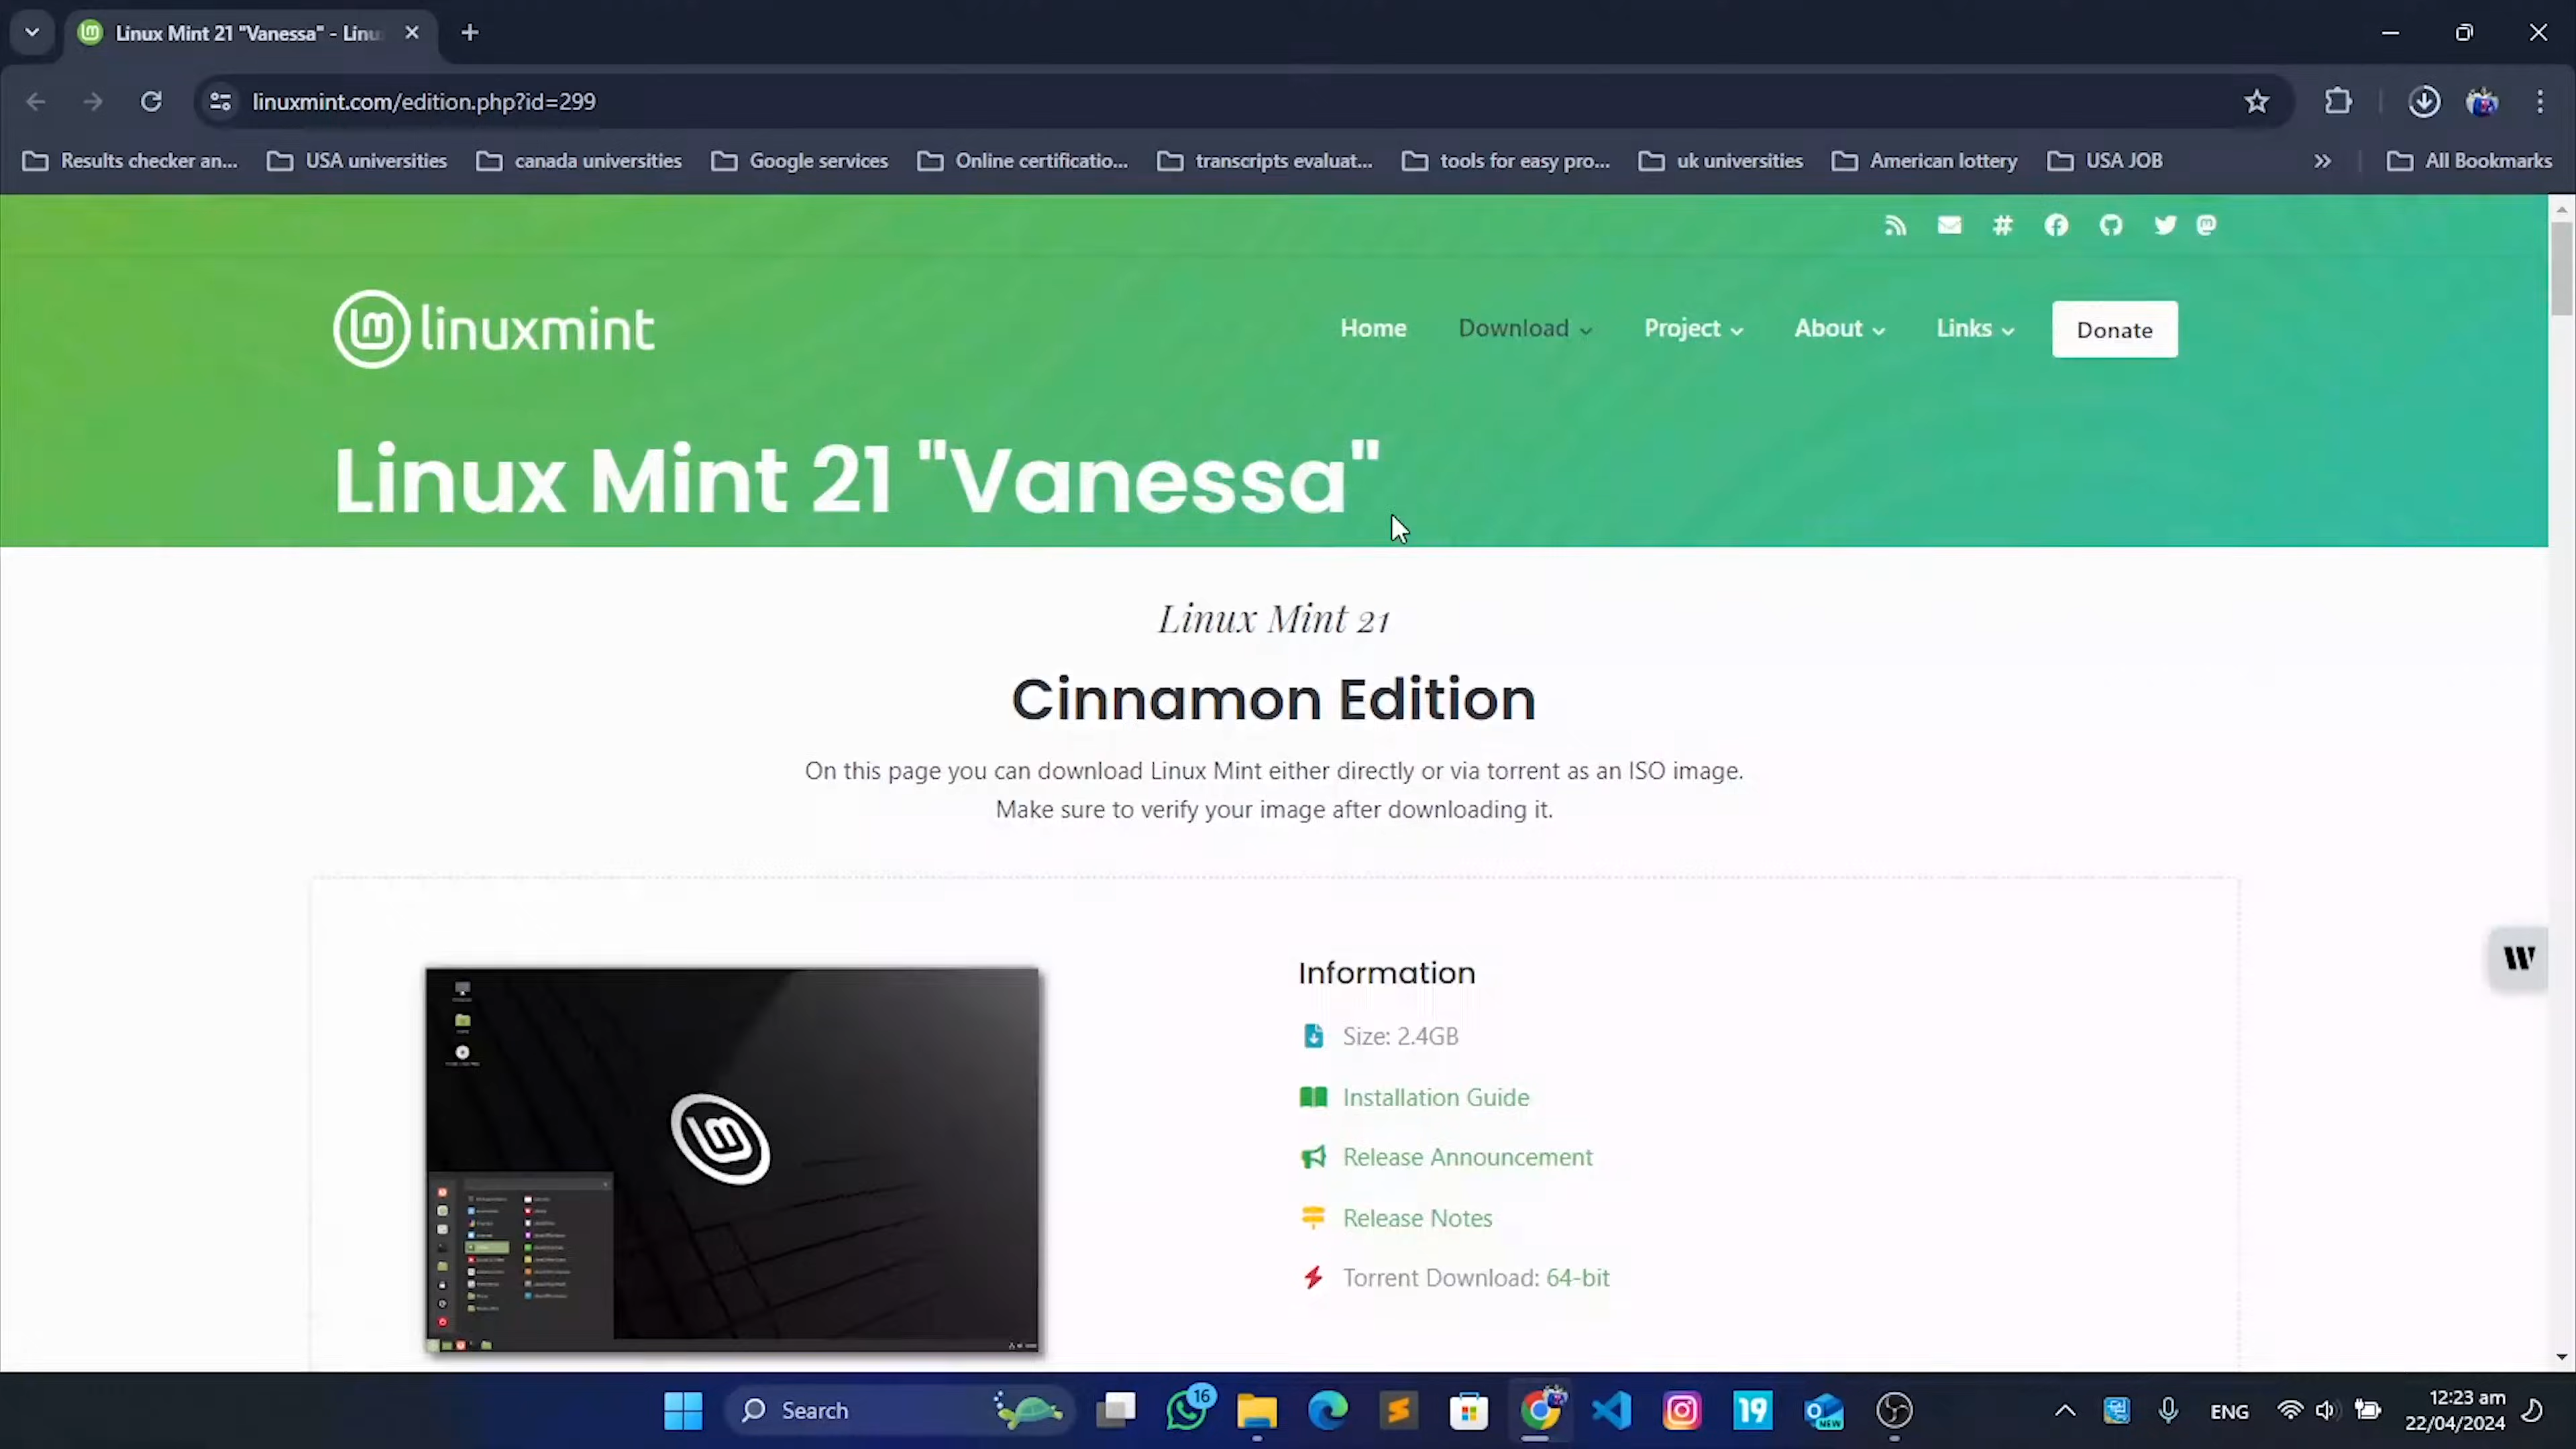 Linux Mint 21 "Vanessa" - Linu
linuxmint.com/edition.php?id=299
Results checker an...
USA universities
canada universities
Google services
Online certificatio...
transcripts evaluat...
tools for easy pro...
uk universities
American lottery
USA JOB
All Bookmarks
linuxmint
Home
Download
Project
About
Links
Donate
Linux Mint 21 "Vanessa"
Linux Mint 21
Cinnamon Edition
On this page you can download Linux Mint either directly or via torrent as an ISO image.
Make sure to verify your image after downloading it.
Information
Size: 2.4GB
Installation Guide
Release Announcement
Release Notes
Torrent Download: 64-bit
Search
16
19
NEW
ENG
12:23 am
22/04/2024